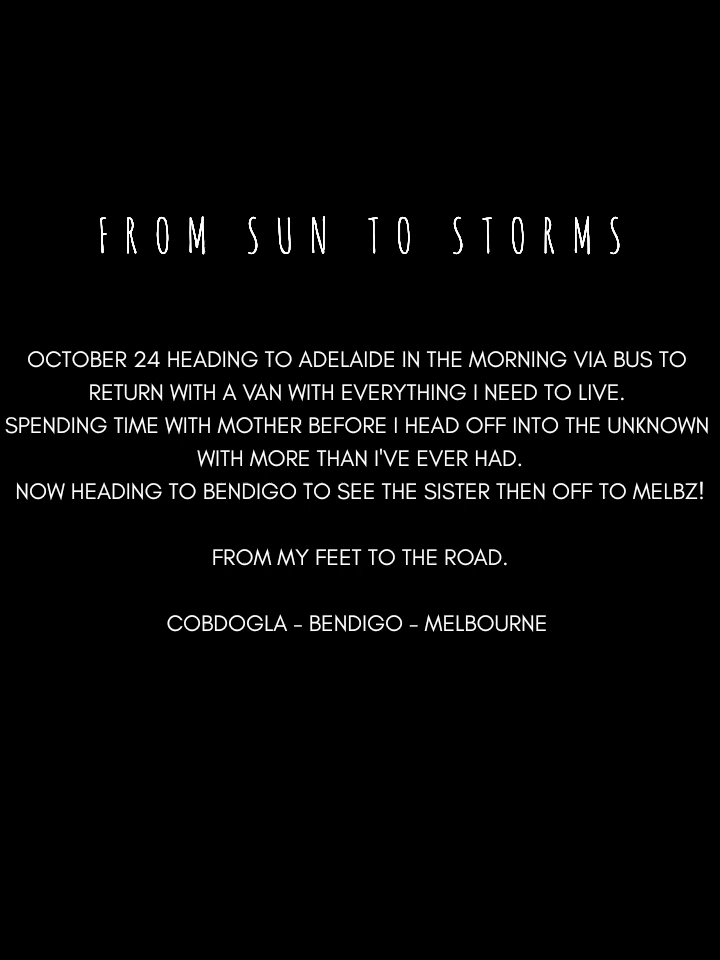 FROM SUN TO STORMS
OCTOBER 24 HEADING TO ADELAIDE IN THE MORNING VIA BUS TO
RETURN WITH A VAN WITH EVERYTHING I NEED TO LIVE.
SPENDING TIME WITH MOTHER BEFORE I HEAD OFF INTO THE UNKNOWN
WITH MORE THAN I'VE EVER HAD.
NOW HEADING TO BENDIGO TO SEE THE SISTER THEN OFF TO MELBZ!
FROM MY FEET TO THE ROAD.
COBDOGLA - BENDIGO - MELBOURNE